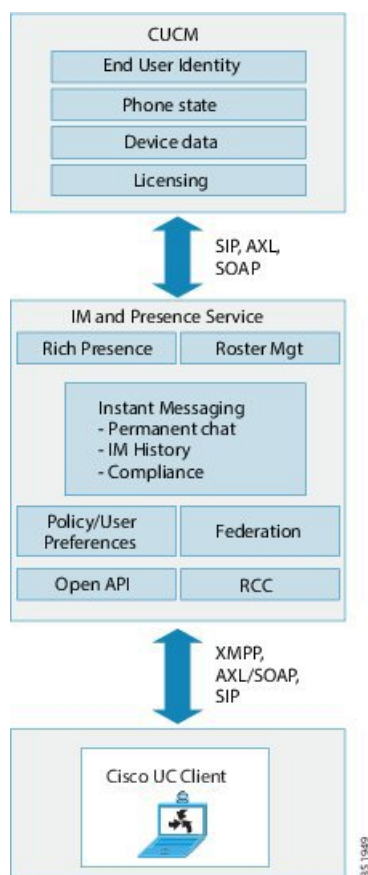 CUCM
End User Identity
Phone state
Device data
Licensing
SIP, AXL,
SOAP
IM and Presence Service
Rich Presence
Roster Mgt
Instant Messaging
- Permanent chat
- IM History
- Compliance
Policy/User
Preferences
Federation
Open API
RCC
XMPP,
AXL/SOAP,
SIP
Cisco UC Client
351949